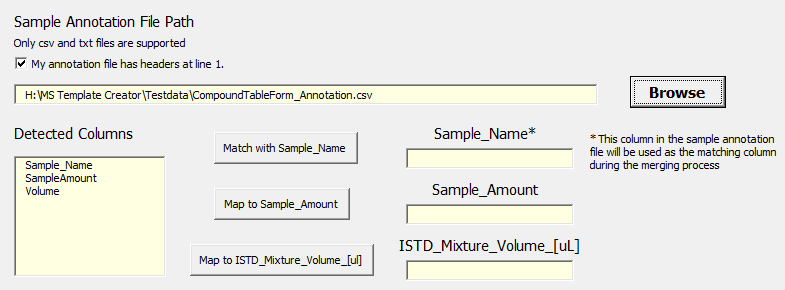 Sample Annotation File Path
Only csv and txt files are supported
My annotation file has headers at line 1.
H:\MS Template Creator\Testdata\CompoundTableForm_Annotation.csv
Browse
Detected Columns
Sample_Name
SampleAmount
Volume
Match with Sample_Name
Map to Sample_Amount
Map to ISTD_Mixture_Volume_[ul]
Sample_Name*
Sample_Amount
ISTD_Mixture_Volume_[uL]
* This column in the sample annotation
file will be used as the matching column
during the merging process